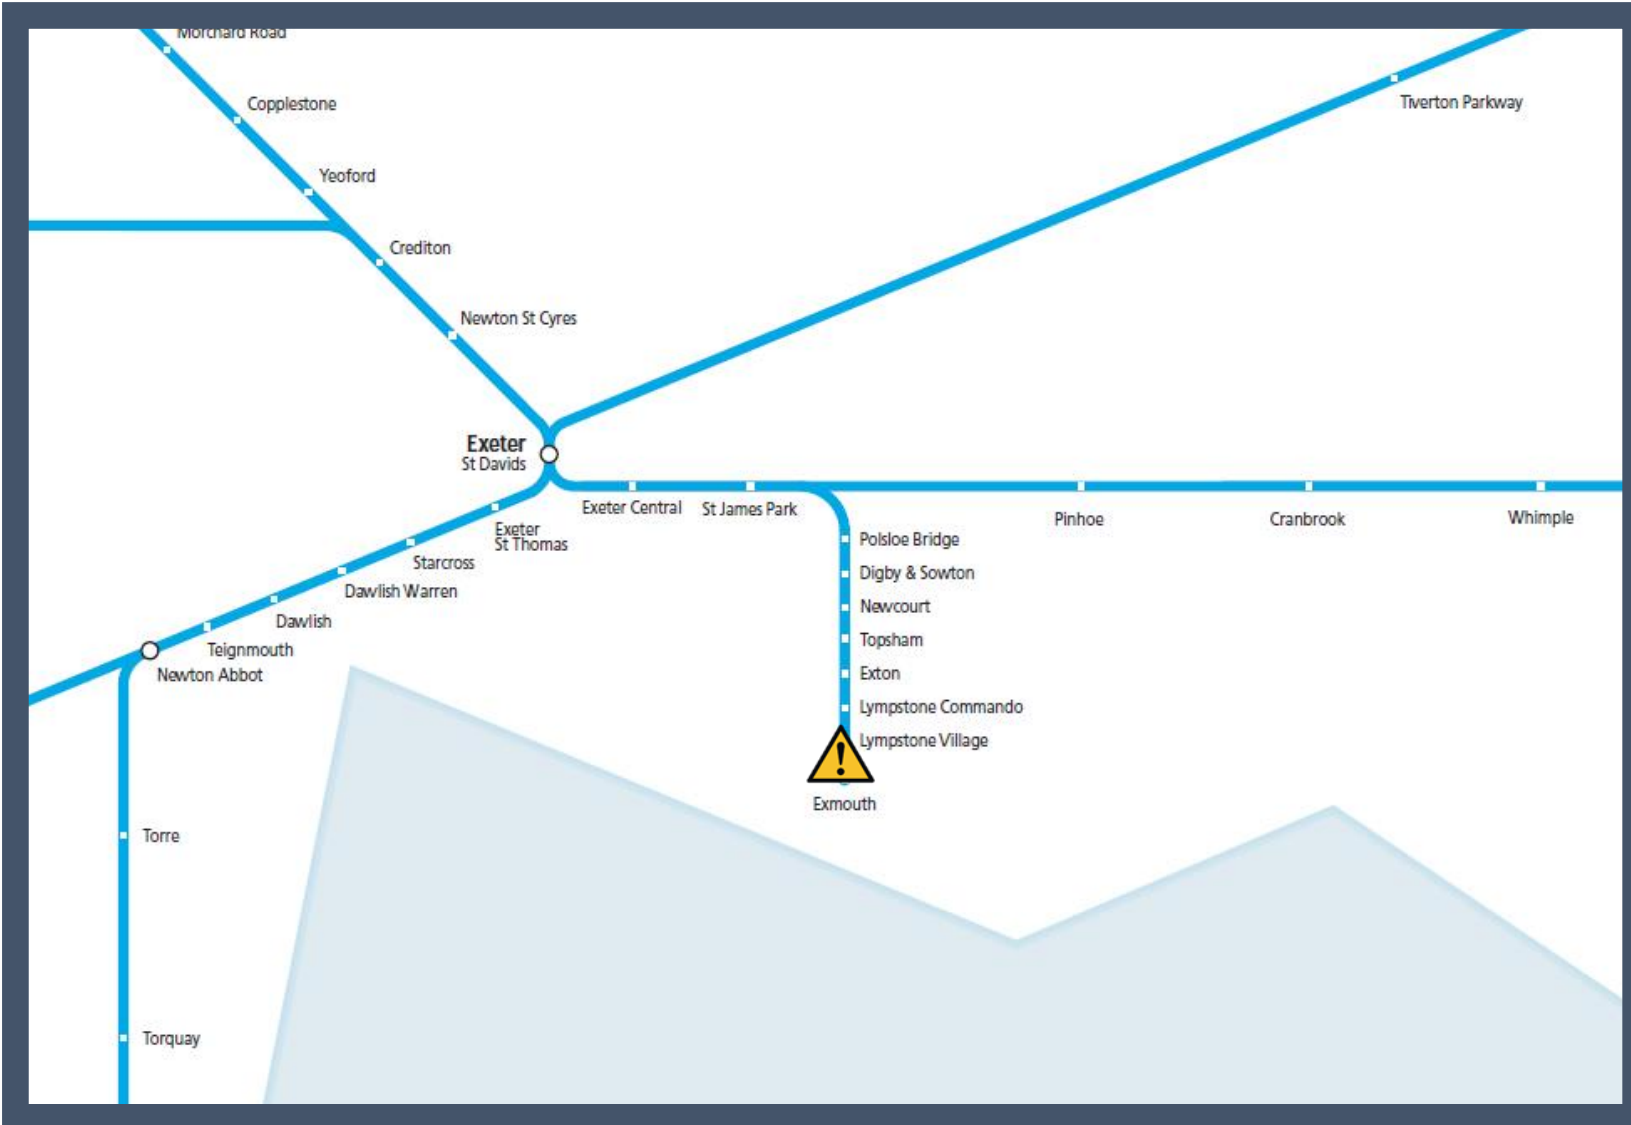 Morchard Road
Copplestone
Tiverton Parkway
Yeoford
Crediton
Newton St Cyres
Exeter
St Davids
Exeter Central
St James Park
Pinhoe
Cranbrook
Whimple
Exeter
St Thomas
Polsloe Bridge
Starcross
Digby & Sowton
Dawlish Warren
Newcourt
Dawlish
Topsham
Teignmouth
Exton
Newton Abbot
Lympstone Commando
Lympstone Village
!
Exmouth
Torre
Torquay